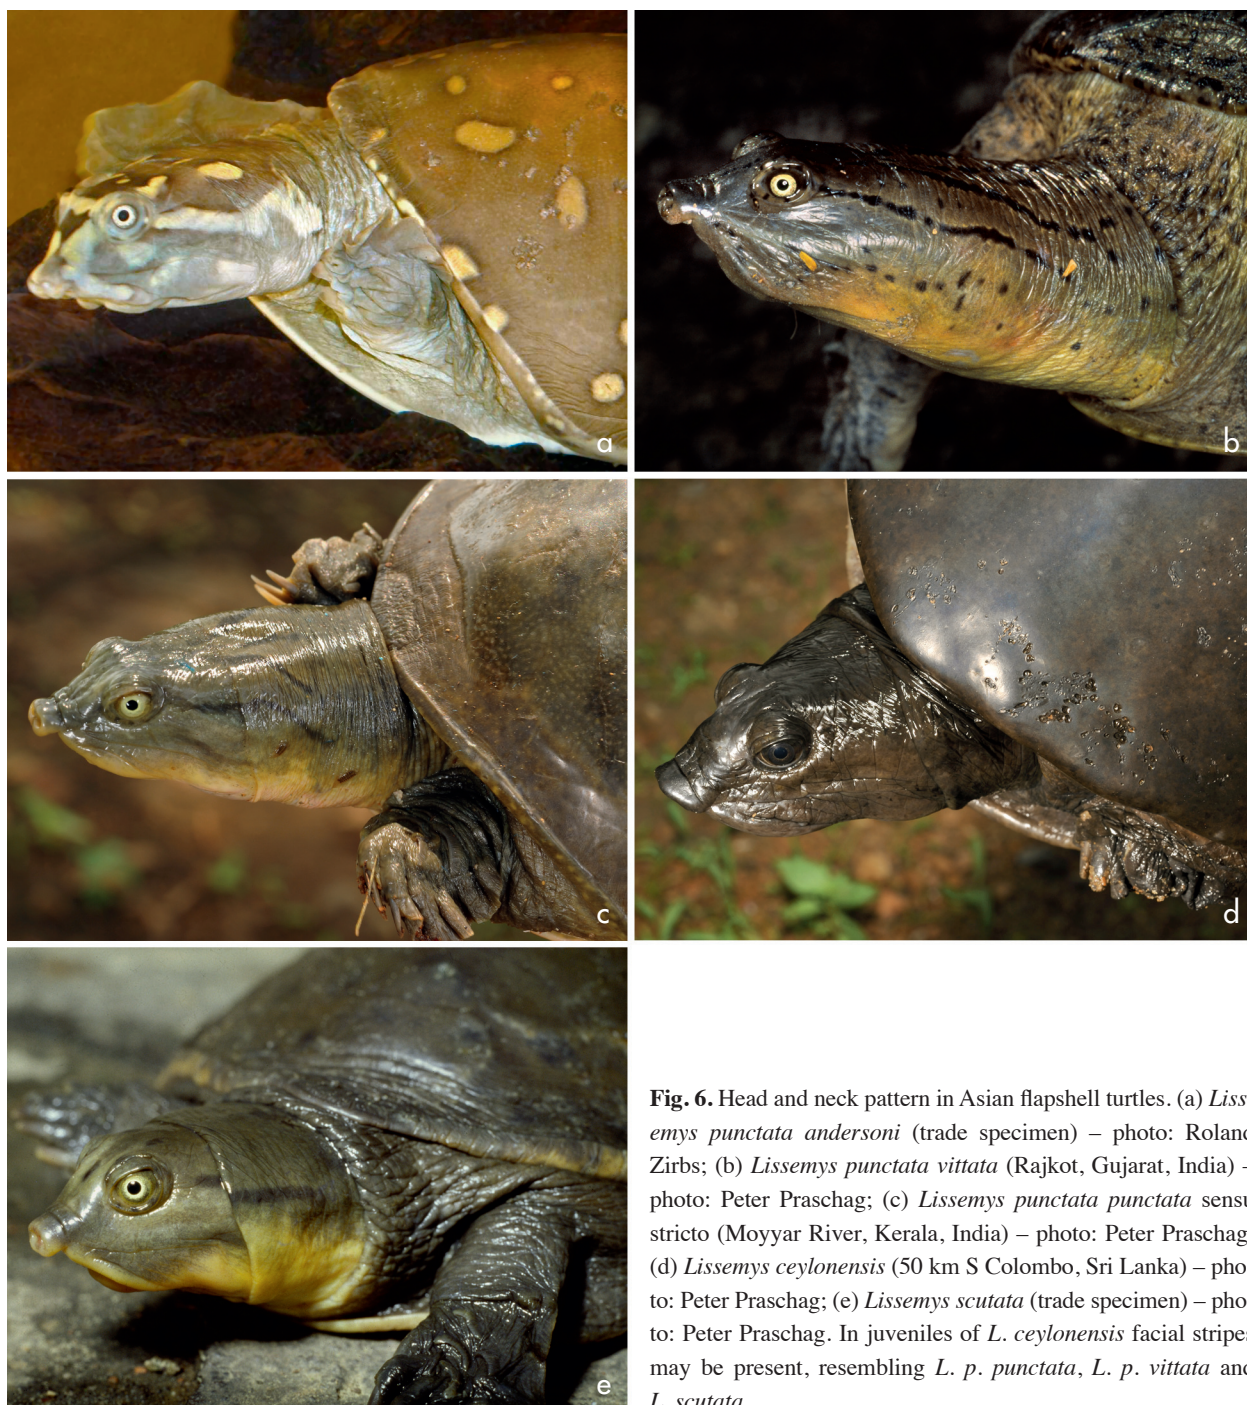 a
b
c
d
e
Fig. 6. Head and neck pattern in Asian flapshell turtles. (a) Liss
emys punctata andersoni (trade specimen) – photo: Roland
Zirbs; (b) Lissemys punctata vittata (Rajkot, Gujarat, India) –
photo: Peter Praschag; (c) Lissemys punctata punctata sensu
stricto (Moyyar River, Kerala, India) – photo: Peter Praschag
(d) Lissemys ceylonensis (50 km S Colombo, Sri Lanka) – pho
to: Peter Praschag; (e) Lissemys scutata (trade specimen) – pho
to: Peter Praschag. In juveniles of L. ceylonensis facial stripes
may be present, resembling L. p. punctata, L. p. vittata and
L. scutata